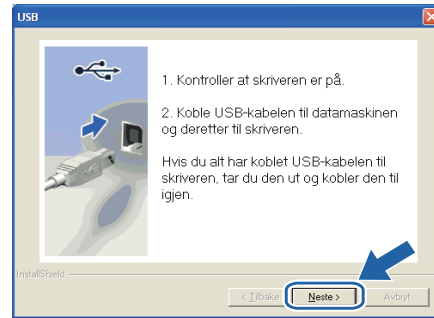 USB
1. Kontroller at skriveren er på.
2. Koble USB-kabelen til datamaskinen
og deretter til skriveren.
Hvis du alt har koblet USB-kabelen til
skriveren, tar du den ut og kobler den til
igjen.
InstallShield
< Tilbake
Neste >
Avbryt